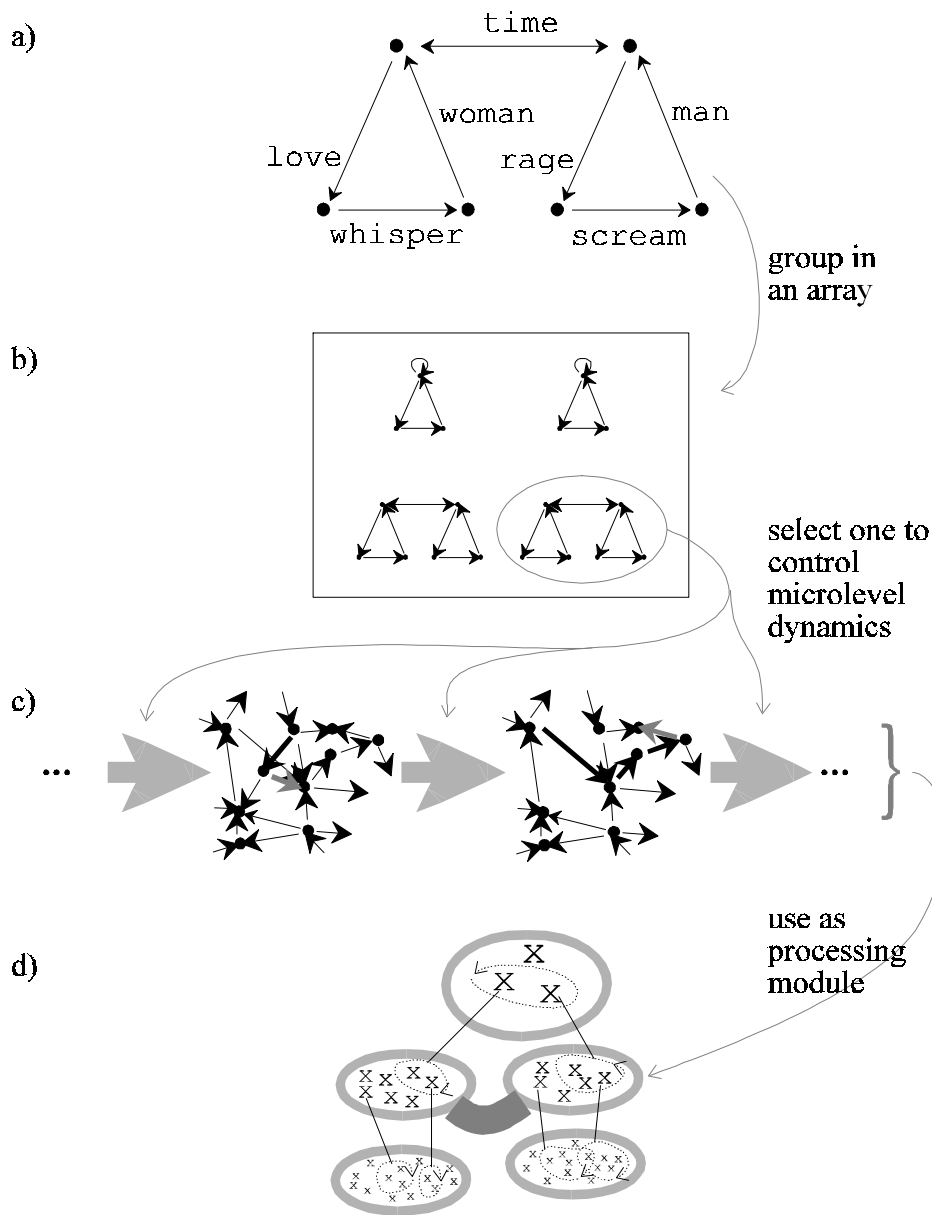 a)
time
woman
man
love
rage
whisper
scream
group in
an array
b)
select one to
control
microlevel
dynamics
c)
...
...
}
use as
processing
module
d)
X
X
X
X X X
X X X X
X X
X
X X X
X X
X
x x x x
x x x x
x x x x
x x x
x x x x
x x x x
x x x